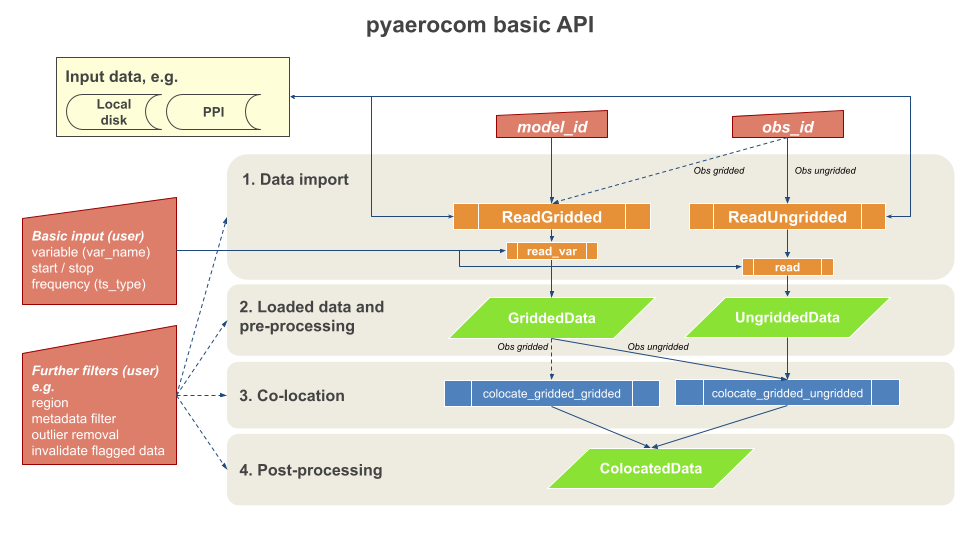 pyaerocom basic API
Input data, e.g.
Local
disk
PPI
model_id
obs_id
Obs gridded
Obs ungridded
1. Data import
ReadGridded
ReadUngridded
Basic input (user)
variable (var_name)
start / stop
frequency (ts_type)
read_var
read
2. Loaded data and
pre-processing
GriddedData
UngriddedData
Obs gridded
Obs ungridded
Further filters (user)
e.g.
region
metadata filter
outlier removal
invalidate flagged data
3. Co-location
colocate_gridded_gridded
colocate_gridded_ungridded
4. Post-processing
ColocatedData